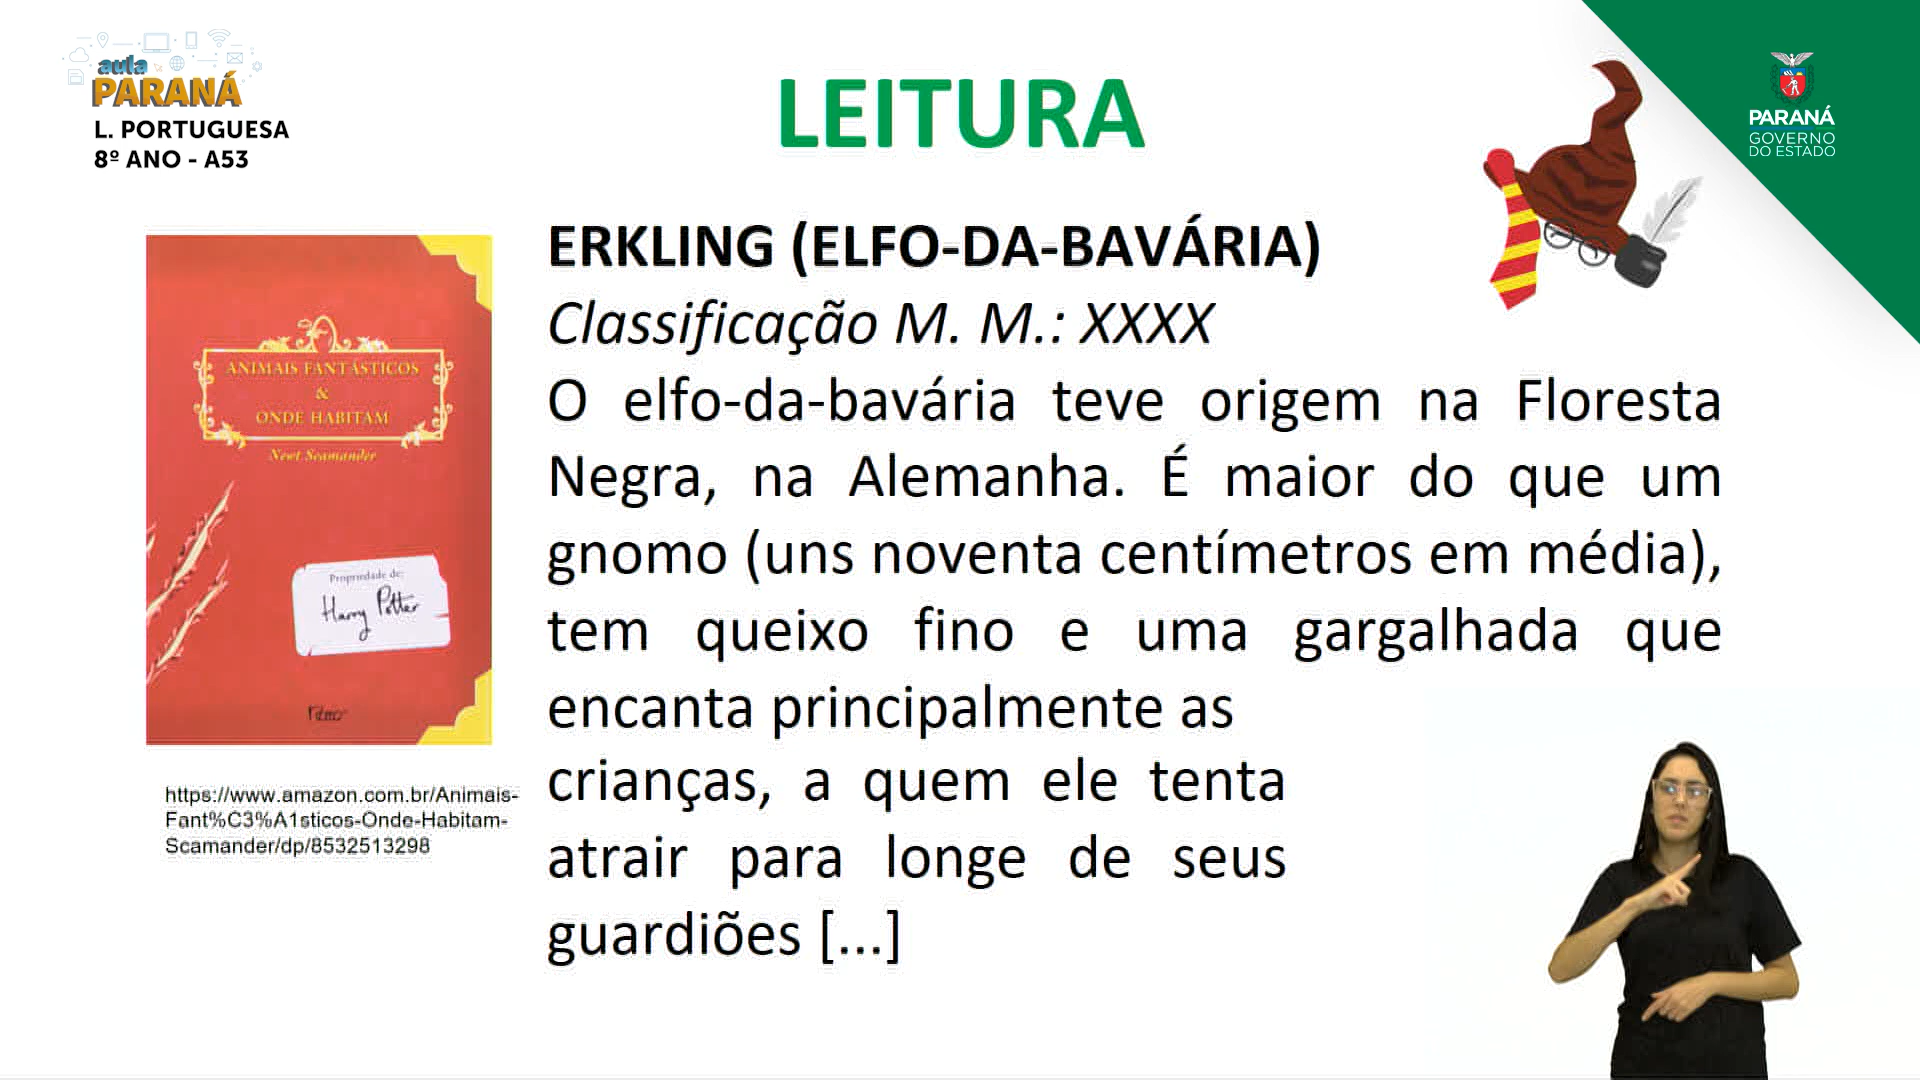 aula
PARANÁ
L. PORTUGUESA
8º ANO - A53
LEITURA
PARANÁ
GOVERNO
DO ESTADO
ANIMAIS FANTÁSTICOS
&
ONDE HABITAM
Newt Scamander
Propriedade de:
Harry Potter
https://www.amazon.com.br/Animais-
Fant%C3%A1sticos-Onde-Habitam-
Scamander/dp/8532513298
ERKLING (ELFO-DA-BAVÁRIA)
Classificação M. M.: XXXX
O elfo-da-bavária teve origem na Floresta
Negra, na Alemanha. É maior do que um
gnomo (uns noventa centímetros em média),
tem queixo fino e uma gargalhada que
encanta principalmente as
crianças, a quem ele tenta
atrair para longe de seus
guardiões [...]